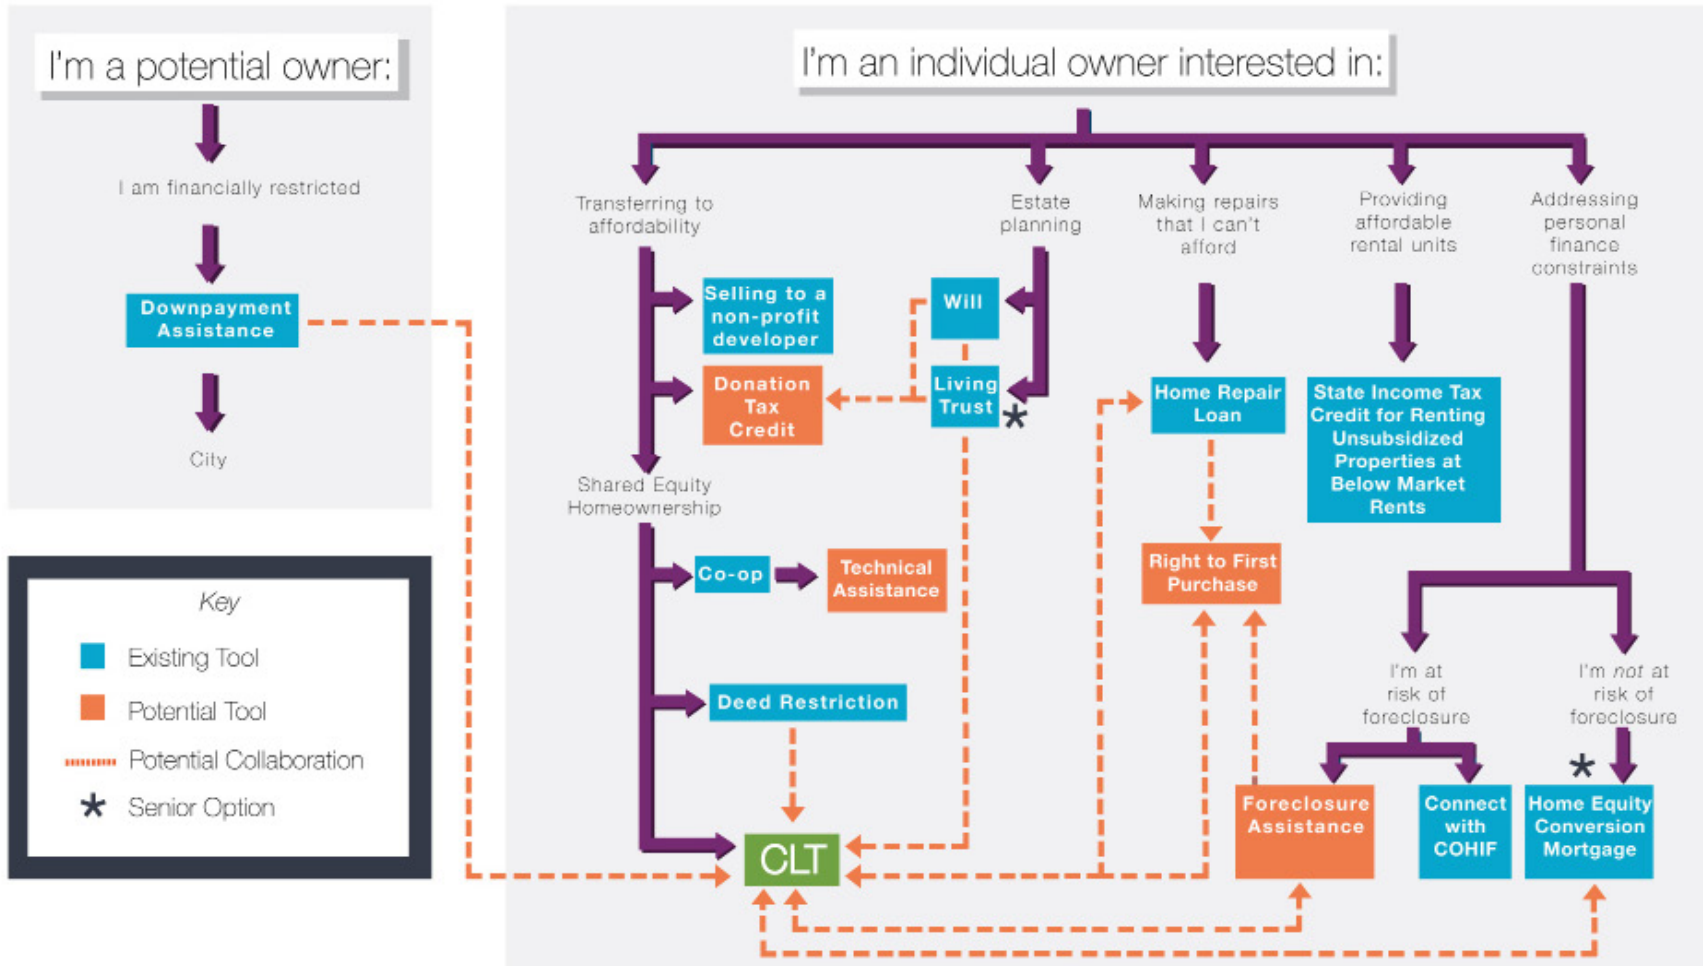 I'm a potential owner:
I am financially restricted
Downpayment
Assistance
City
Key
Existing Tool
Potential Tool
Potential Collaboration
* Senior Option
I'm an individual owner interested in:
Transferring to
affordability
Selling to a
non-profit
developer
Donation
Tax
Credit
Shared Equity
Homeownership
Co-op
Technical
Assistance
Deed Restriction
CLT
Estate
planning
Will
Living
Trust
*
Making repairs
that I can't
afford
Home Repair
Loan
Right to First
Purchase
Providing
affordable
rental units
State Income Tax
Credit for Renting
Unsubsidized
Properties at
Below Market
Rents
Addressing
personal
finance
constraints
I'm at
risk of
foreclosure
Foreclosure
Assistance
Connect
with
COHIF
I'm not at
risk of
foreclosure
*
Home Equity
Conversion
Mortgage